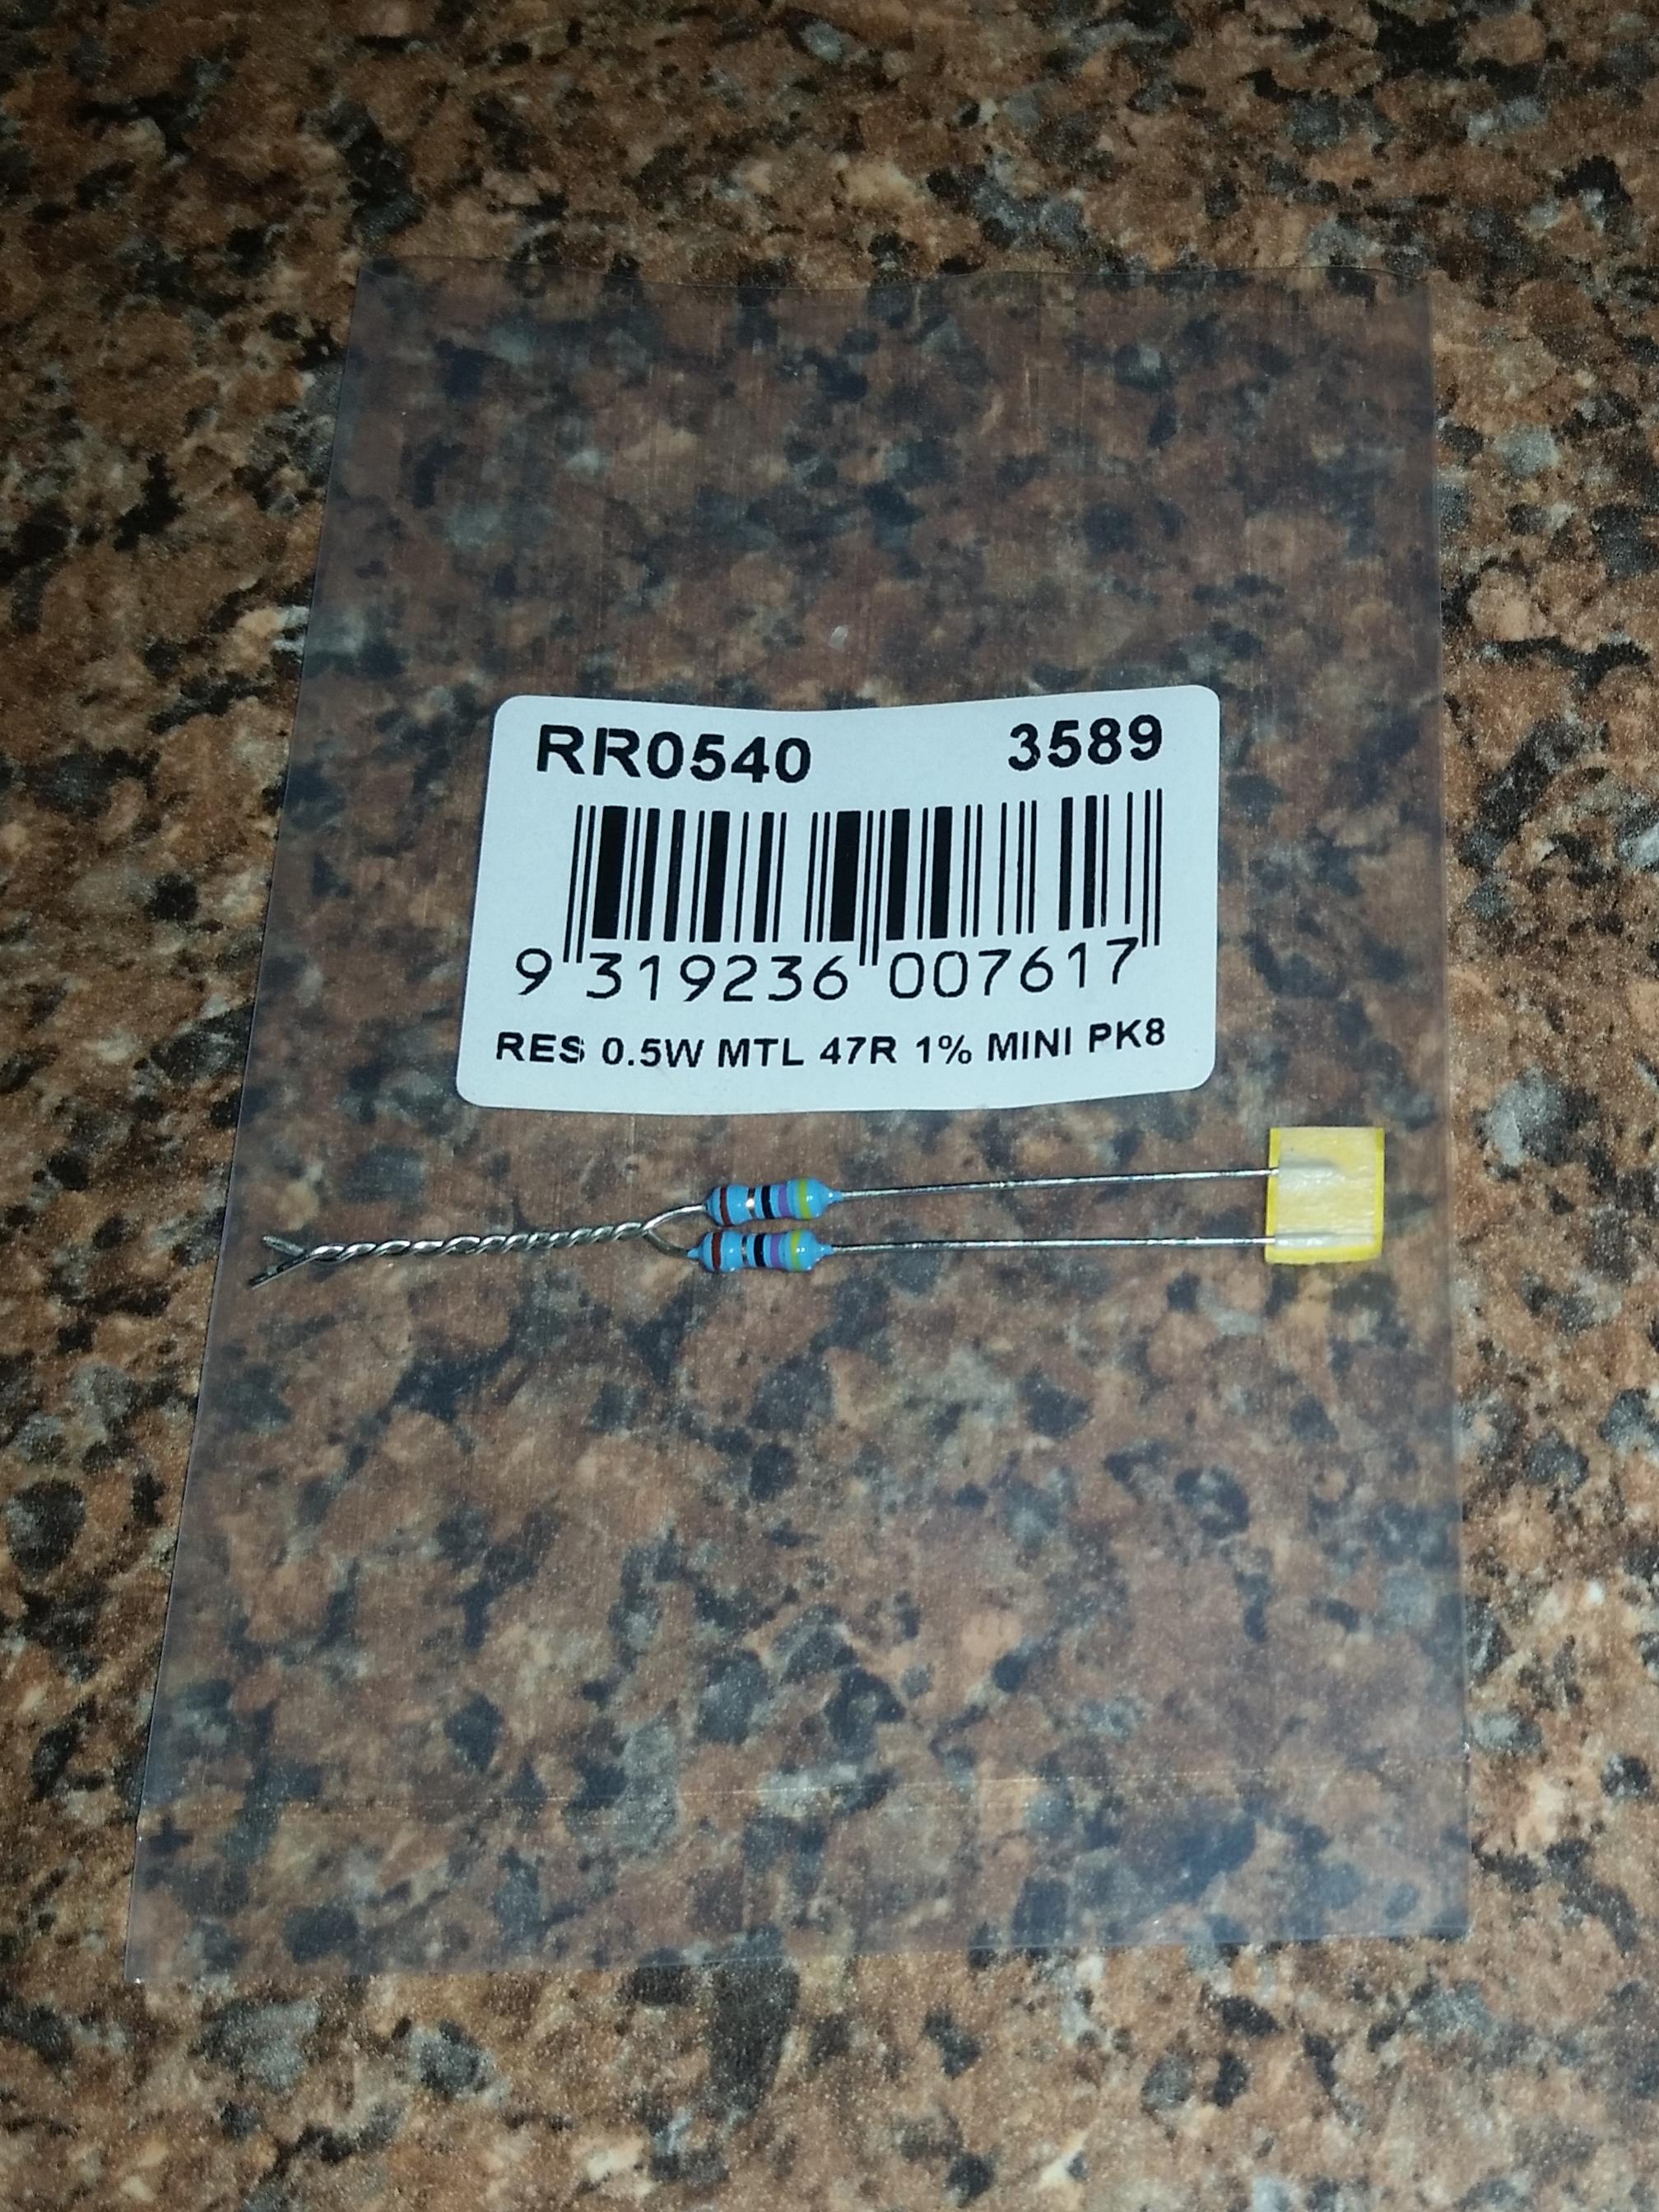 RR0540 3589
9 319236 007617
RES 0.5W MTL 47R 1% MINI PK8